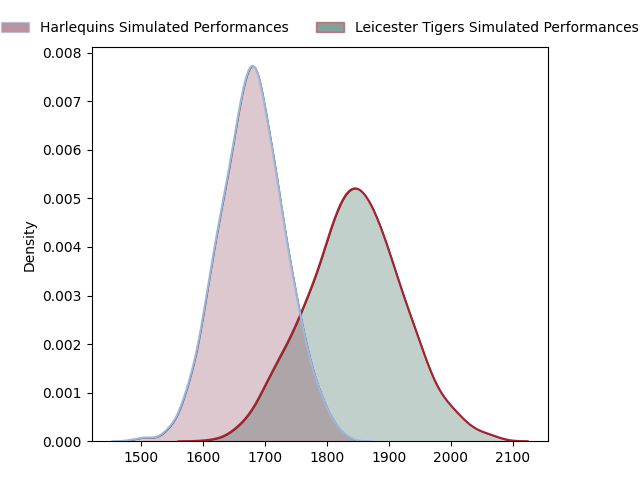 Harlequins Simulated Performances
Leicester Tigers Simulated Performances
0.008
0.007
0.006
0.005
0.004
0.003
0.002
0.001
0.000
Density
1500 1600 1700 1800 1900 2000 2100